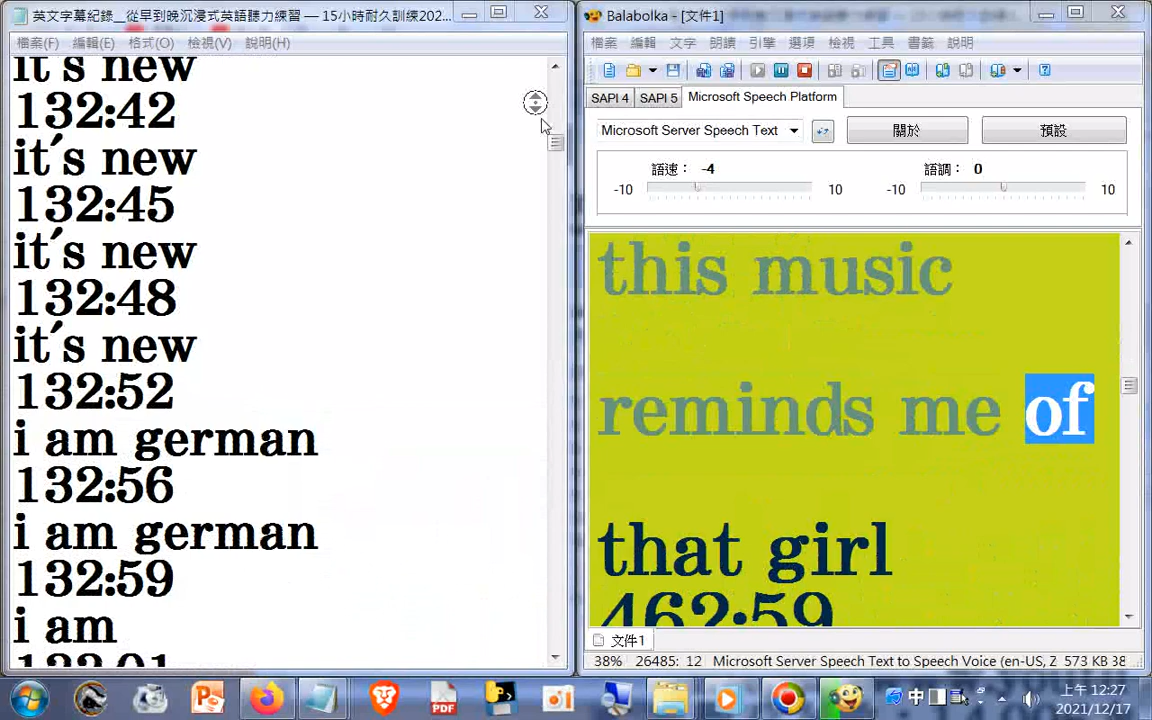 英文字幕紀錄__從早到晚沉浸式英語聽力練習 — 15小時耐久訓練202...
檔案(F) 編輯(E) 格式(O) 檢視(V) 說明(H)
it's new
132:42
it's new
132:45
it's new
132:48
it's new
132:52
i am german
132:56
i am german
132:59
i am
133:01
Balabolka - [文件1]
檔案 編輯 文字 朗讀 引擎 選項 檢視 工具 書籤 說明
SAPI 4 SAPI 5 Microsoft Speech Platform
Microsoft Server Speech Text 關於 預設
語速： -4 語調： 0
-10 10 -10 10
this music
reminds me of
that girl
462:59
文件1
38% 26485: 12 Microsoft Server Speech Text to Speech Voice (en-US, Z 573 KB 38
PDF 中 上午 12:27
2021/12/17